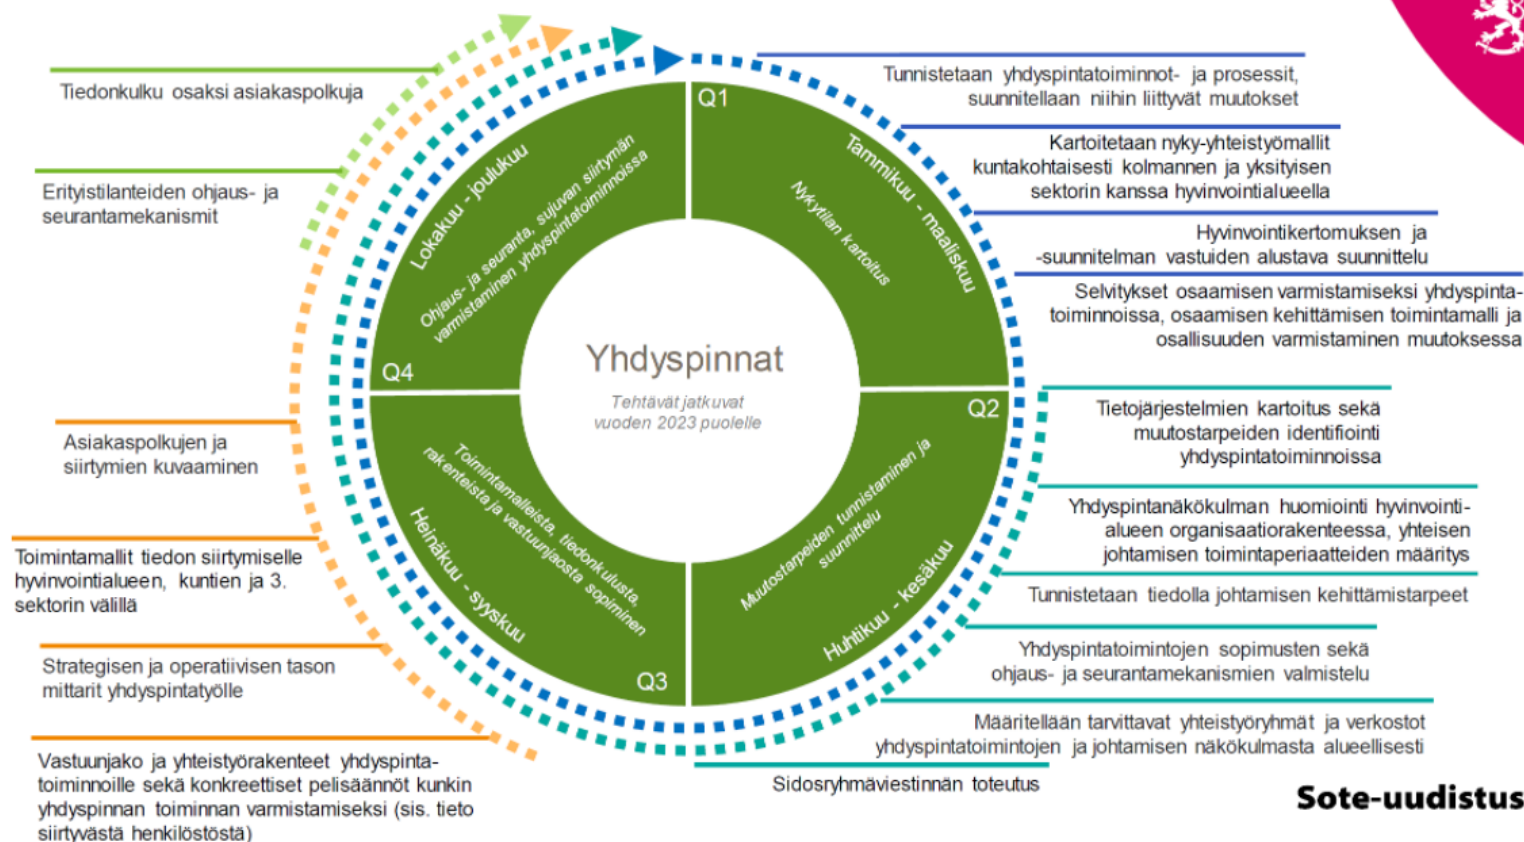 Tunnistetaan yhdyspintatoiminnot- ja prosessit,
suunnitellaan niihin liittyvät muutokset
Kartoitetaan nyky-yhteistyömallit
kuntakohtaisesti kolmannen ja yksityisen
sektorin kanssa hyvinvointialueella
Hyvinvointikertomuksen ja
-suunnitelman vastuiden alustava suunnittelu
Selvitykset osaamisen varmistamiseksi yhdyspinta-
toiminnoissa, osaamisen kehittämisen toimintamalli ja
osallisuuden varmistaminen muutoksessa
Tietojärjestelmien kartoitus sekä
muutostarpeiden identifiointi
yhdyspintatoiminnoissa
Yhdyspintanäkökulman huomiointi hyvinvointi-
alueen organisaatiorakenteessa, yhteisen
johtamisen toimintaperiaatteiden määritys
Tunnistetaan tiedolla johtamisen kehittämistarpeet
Yhdyspintatoimintojen sopimusten sekä
ohjaus- ja seurantamekanismien valmistelu
Määritellään tarvittavat yhteistyöryhmät ja verkostot
yhdyspintatoimintojen ja johtamisen näkökulmasta alueellisesti
Sidosryhmäviestinnän toteutus
Tiedonkulku osaksi asiakaspolkuja
Erityistilanteiden ohjaus- ja
seurantamekanismit
Asiakaspolkujen ja
siirtymien kuvaaminen
Toimintamallit tiedon siirtymiselle
hyvinvointialueen, kuntien ja 3.
sektorin välillä
Strategisen ja operatiivisen tason
mittarit yhdyspintatyölle
Vastuunjako ja yhteistyörakenteet yhdyspinta-
toiminnoille sekä konkreettiset pelisäännöt kunkin
yhdyspinnan toiminnan varmistamiseksi (sis. tieto
siirtyvästä henkilöstöstä)
Q1
Tammikuu - maaliskuu
Nykytilan kartoitus
Q2
Huhtikuu - kesäkuu
Muutostarpeiden tunnistaminen ja
suunnittelu
Q3
Heinäkuu - syyskuu
Toimintamalleista, tiedonkulusta,
rakenteista ja vastuunjaosta sopiminen
Q4
Lokakuu - joulukuu
Ohjaus- ja seuranta, sujuvan siirtymän
varmistaminen yhdyspintatoiminnoissa
Yhdyspinnat
Tehtävät jatkuvat
vuoden 2023 puolelle
Sote-uudistus